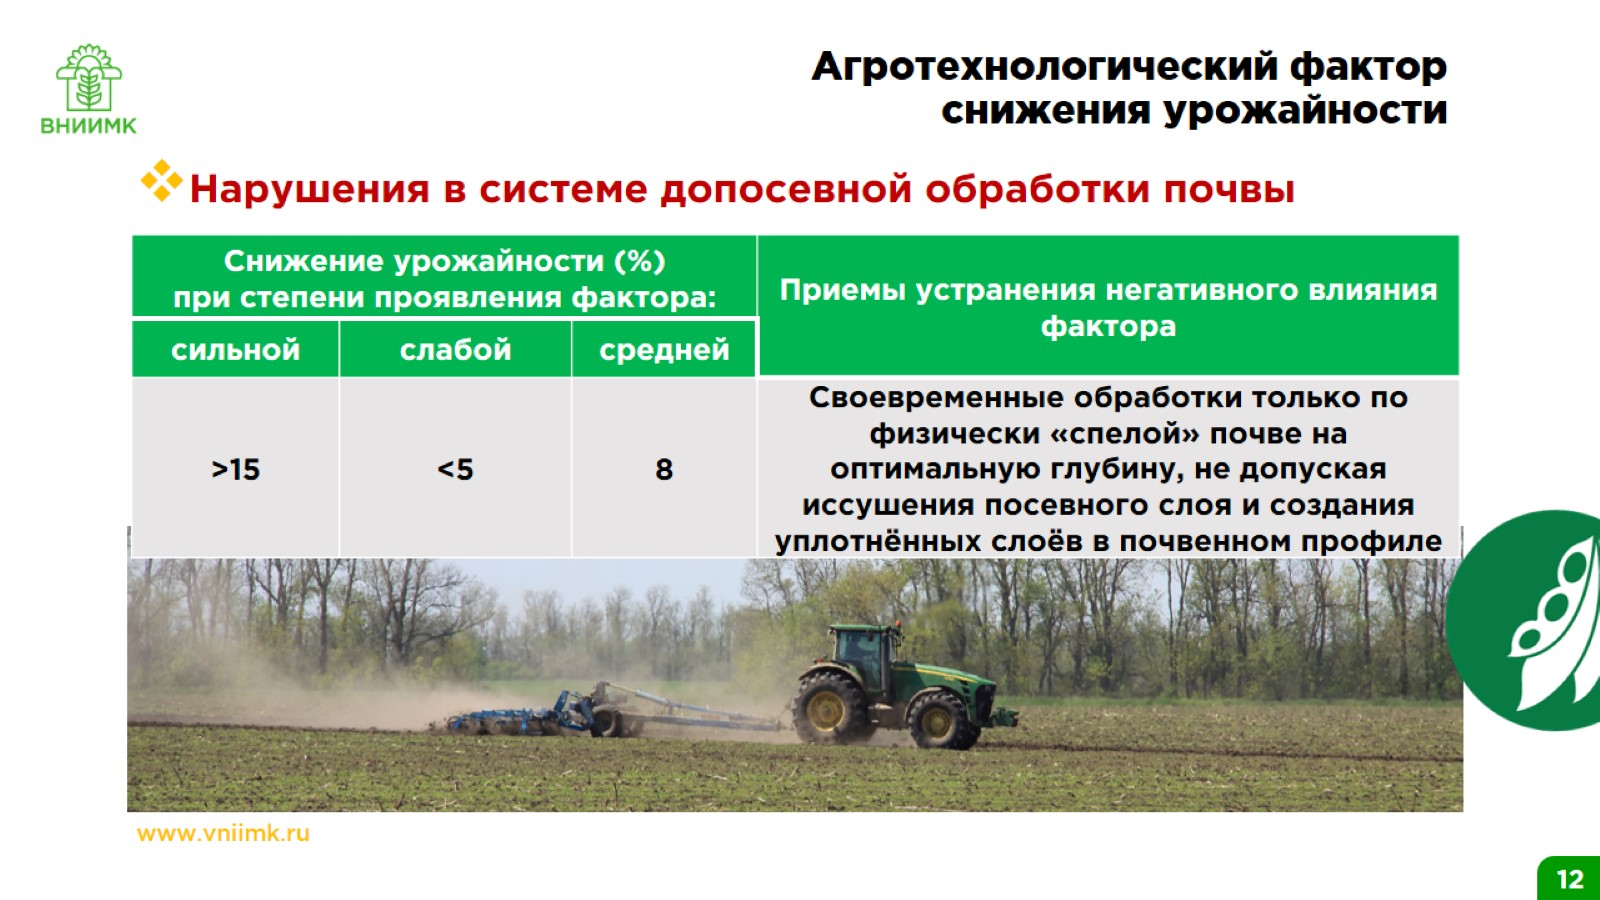 ВНИИМК
Агротехнологический фактор
снижения урожайности
Нарушения в системе допосевной обработки почвы
Снижение урожайности (%)
при степени проявления фактора:
Приемы устранения негативного влияния
фактора
сильной
слабой
средней
>15
<5
8
Своевременные обработки только по
физически «спелой» почве на
оптимальную глубину, не допуская
иссушения посевного слоя и создания
уплотнённых слоёв в почвенном профиле
www.vniimk.ru
12